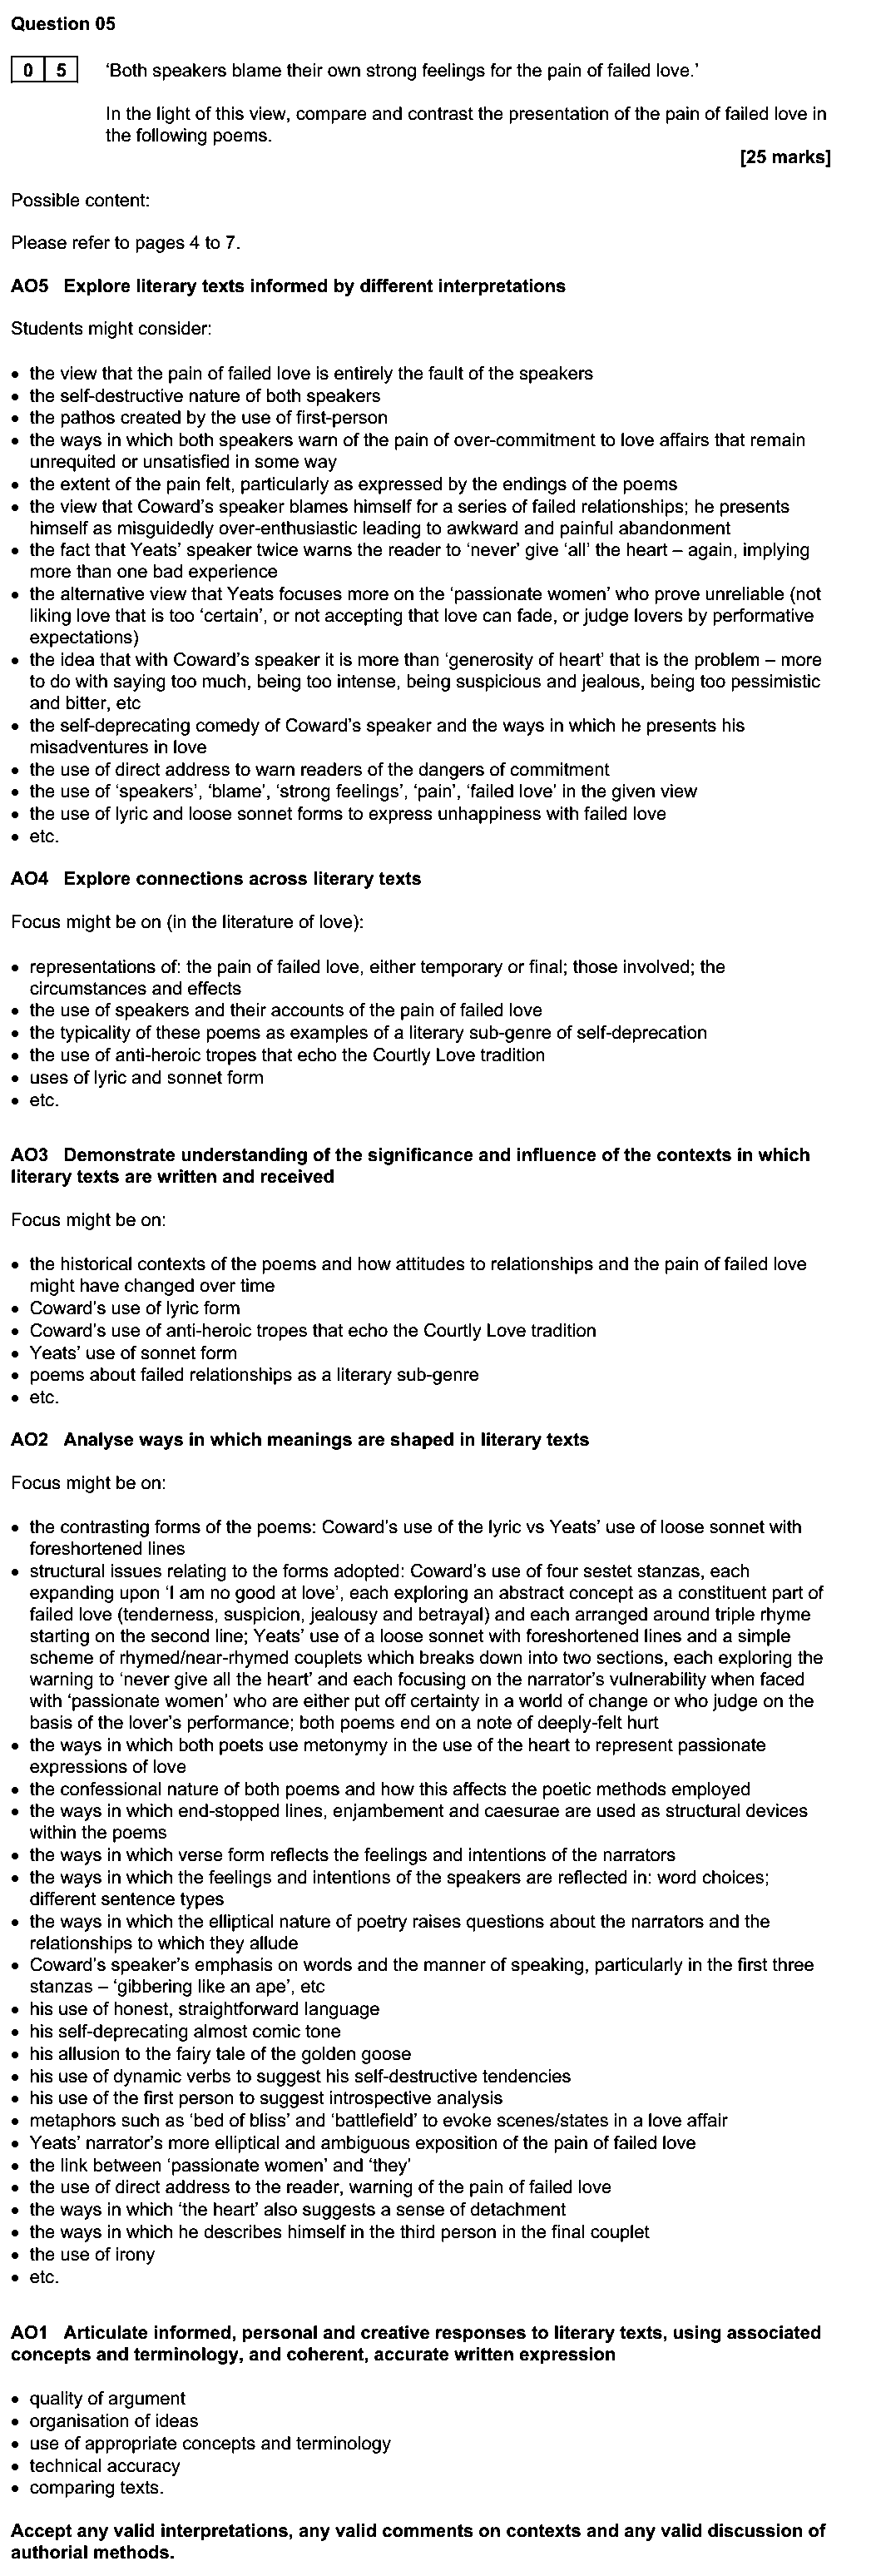 Question 05
0 5 ‘Both speakers blame their own strong feelings for the pain of failed love.’
In the light of this view, compare and contrast the presentation of the pain of failed love in
the following poems.
[25 marks]
Possible content:
Please refer to pages 4 to 7.
AO5 Explore literary texts informed by different interpretations
Students might consider:
• the view that the pain of failed love is entirely the fault of the speakers
• the self-destructive nature of both speakers
• the pathos created by the use of first-person
• the ways in which both speakers warn of the pain of over-commitment to love affairs that remain
unrequited or unsatisfied in some way
• the extent of the pain felt, particularly as expressed by the endings of the poems
• the view that Coward’s speaker blames himself for a series of failed relationships; he presents
himself as misguidedly over-enthusiastic leading to awkward and painful abandonment
• the fact that Yeats’ speaker twice warns the reader to ‘never’ give ‘all’ the heart – again, implying
more than one bad experience
• the alternative view that Yeats focuses more on the ‘passionate women’ who prove unreliable (not
liking love that is too ‘certain’, or not accepting that love can fade, or judge lovers by performative
expectations)
• the idea that with Coward’s speaker it is more than ‘generosity of heart’ that is the problem – more
to do with saying too much, being too intense, being suspicious and jealous, being too pessimistic
and bitter, etc
• the self-deprecating comedy of Coward’s speaker and the ways in which he presents his
misadventures in love
• the use of direct address to warn readers of the dangers of commitment
• the use of ‘speakers’, ‘blame’, ‘strong feelings’, ‘pain’, ‘failed love’ in the given view
• the use of lyric and loose sonnet forms to express unhappiness with failed love
• etc.
AO4 Explore connections across literary texts
Focus might be on (in the literature of love):
• representations of: the pain of failed love, either temporary or final; those involved; the
circumstances and effects
• the use of speakers and their accounts of the pain of failed love
• the typicality of these poems as examples of a literary sub-genre of self-deprecation
• the use of anti-heroic tropes that echo the Courtly Love tradition
• uses of lyric and sonnet form
• etc.
AO3 Demonstrate understanding of the significance and influence of the contexts in which
literary texts are written and received
Focus might be on:
• the historical contexts of the poems and how attitudes to relationships and the pain of failed love
might have changed over time
• Coward’s use of lyric form
• Coward’s use of anti-heroic tropes that echo the Courtly Love tradition
• Yeats’ use of sonnet form
• poems about failed relationships as a literary sub-genre
• etc.
AO2 Analyse ways in which meanings are shaped in literary texts
Focus might be on:
• the contrasting forms of the poems: Coward’s use of the lyric vs Yeats’ use of loose sonnet with
foreshortened lines
• structural issues relating to the forms adopted: Coward’s use of four sestet stanzas, each
expanding upon ‘I am no good at love’, each exploring an abstract concept as a constituent part of
failed love (tenderness, suspicion, jealousy and betrayal) and each arranged around triple rhyme
starting on the second line; Yeats’ use of a loose sonnet with foreshortened lines and a simple
scheme of rhymed/near-rhymed couplets which breaks down into two sections, each exploring the
warning to ‘never give all the heart’ and each focusing on the narrator’s vulnerability when faced
with ‘passionate women’ who are either put off certainty in a world of change or who judge on the
basis of the lover’s performance; both poems end on a note of deeply-felt hurt
• the ways in which both poets use metonymy in the use of the heart to represent passionate
expressions of love
• the confessional nature of both poems and how this affects the poetic methods employed
• the ways in which end-stopped lines, enjambement and caesurae are used as structural devices
within the poems
• the ways in which verse form reflects the feelings and intentions of the narrators
• the ways in which the feelings and intentions of the speakers are reflected in: word choices;
different sentence types
• the ways in which the elliptical nature of poetry raises questions about the narrators and the
relationships to which they allude
• Coward’s speaker’s emphasis on words and the manner of speaking, particularly in the first three
stanzas – ‘gibbering like an ape’, etc
• his use of honest, straightforward language
• his self-deprecating almost comic tone
• his allusion to the fairy tale of the golden goose
• his use of dynamic verbs to suggest his self-destructive tendencies
• his use of the first person to suggest introspective analysis
• metaphors such as ‘bed of bliss’ and ‘battlefield’ to evoke scenes/states in a love affair
• Yeats’ narrator’s more elliptical and ambiguous exposition of the pain of failed love
• the link between ‘passionate women’ and ‘they’
• the use of direct address to the reader, warning of the pain of failed love
• the ways in which ‘the heart’ also suggests a sense of detachment
• the ways in which he describes himself in the third person in the final couplet
• the use of irony
• etc.
AO1 Articulate informed, personal and creative responses to literary texts, using associated
concepts and terminology, and coherent, accurate written expression
• quality of argument
• organisation of ideas
• use of appropriate concepts and terminology
• technical accuracy
• comparing texts.
Accept any valid interpretations, any valid comments on contexts and any valid discussion of
authorial methods.